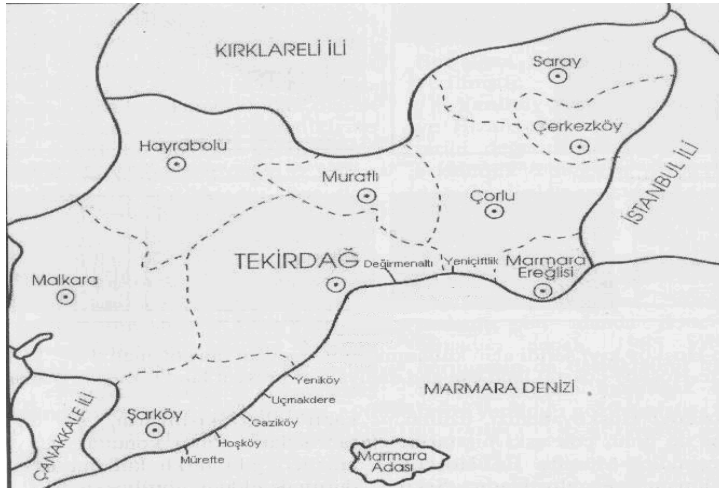 KIRKLARELİ İLİ
Saray
Çerkezköy
Hayrabolu
Muratlı
Çorlu
İSTANBUL İLİ
TEKİRDAĞ
Değirmenaltı
Yeniçiftlik
Marmara
Ereğlisi
Malkara
Yeniköy
Uçmakdere
Gaziköy
Hoşköy
Mürefte
Şarköy
ÇANAKKALE İLİ
MARMARA DENİZİ
Marmara
Adası